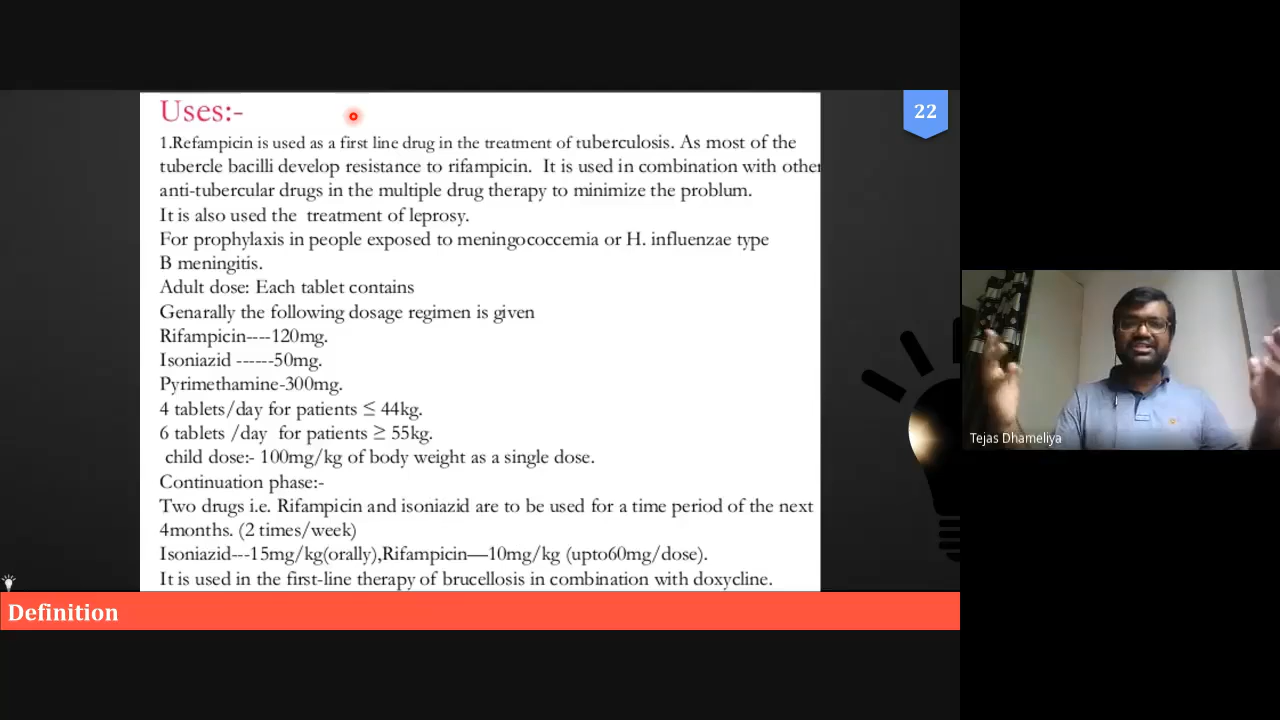 Uses:-
22
1.Refampicin is used as a first line drug in the treatment of tuberculosis. As most of the
tubercle bacilli develop resistance to rifampicin. It is used in combination with other
anti-tubercular drugs in the multiple drug therapy to minimize the problum.
It is also used the treatment of leprosy.
For prophylaxis in people exposed to meningococcemia or H. influenzae type
B meningitis.
Adult dose: Each tablet contains
Genarally the following dosage regimen is given
Rifampicin----120mg.
Isoniazid ------50mg.
Pyrimethamine-300mg.
4 tablets/day for patients ≤ 44kg.
6 tablets /day for patients ≥ 55kg.
child dose:- 100mg/kg of body weight as a single dose.
Continuation phase:-
Two drugs i.e. Rifampicin and isoniazid are to be used for a time period of the next
4months. (2 times/week)
Isoniazid---15mg/kg(orally),Rifampicin—10mg/kg (upto60mg/dose).
It is used in the first-line therapy of brucellosis in combination with doxycline.
Definition
Tejas Dhameliya